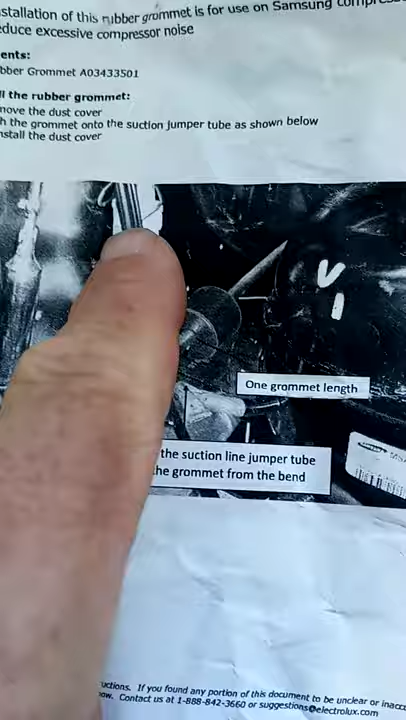 stallation of this rubber grommet is for use on Samsung compre
educe excessive compressor noise
ents:
bber Grommet A03433501
ll the rubber grommet:
move the dust cover
h the grommet onto the suction jumper tube as shown below
nstall the dust cover
One grommet length
the suction line jumper tube
he grommet from the bend
uctions. If you found any portion of this document to be unclear or inaccu
ow. Contact us at 1-888-842-3660 or suggestions@electrolux.com